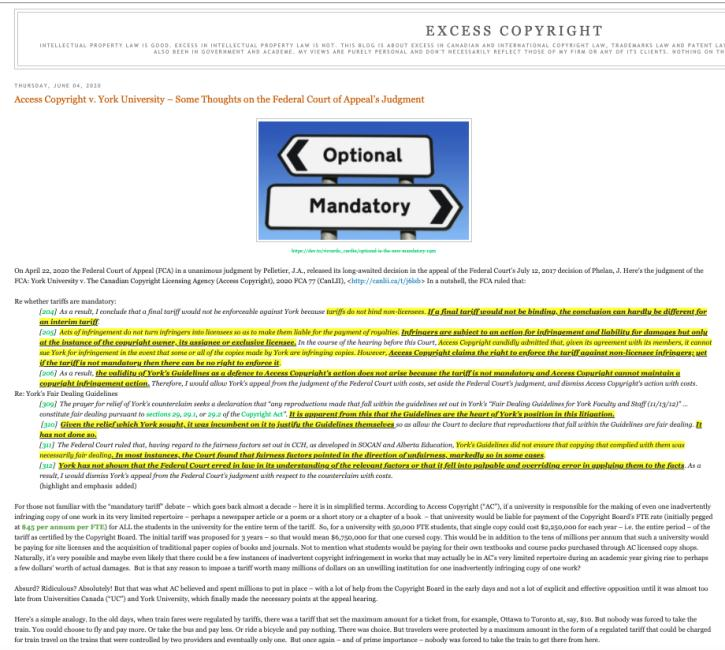 EXCESS COPYRIGHT
INTELLECTUAL PROPERTY LAW IS GOOD. EXCESS IN INTELLECTUAL PROPERTY LAW IS NOT. THIS BLOG IS ABOUT EXCESS IN CANADIAN AND INTERNATIONAL COPYRIGHT LAW, TRADEMARKS LAW AND PATENT LA
ALSO BEEN IN GOVERNMENT AND ACADEME. MY VIEWS ARE PURELY PERSONAL AND DON'T NECESSARILY REFLECT THOSE OF MY FIRM OR ANY OF ITS CLIENTS. NOTHING ON TH
THURSDAY, JUNE 04, 2020
Access Copyright v. York University – Some Thoughts on the Federal Court of Appeal's Judgment
Optional
Mandatory
On April 22, 2020 the Federal Court of Appeal (FCA) in a unanimous judgment by Pelletier, J.A., released its long-awaited decision in the appeal of the Federal Court's July 12, 2017 decision of Phelan, J. Here's the judgment of the
FCA: York University v. The Canadian Copyright Licensing Agency (Access Copyright), 2020 FCA 77 (CanLII), <http://canlii.ca/t/j6lsb> In a nutshell, the FCA ruled that:
Re whether tariffs are mandatory:
[204] As a result, I conclude that a final tariff would not be enforceable against York because tariffs do not bind non-licensees. If a final tariff would not be binding, the conclusion can hardly be different for
an interim tariff.
[205] Acts of infringement do not turn infringers into licensees so as to make them liable for the payment of royalties. Infringers are subject to an action for infringement and liability for damages but only
at the instance of the copyright owner, its assignee or exclusive licensee. In the course of the hearing before this Court, Access Copyright candidly admitted that, given its agreement with its members, it cannot
sue York for infringement in the event that some or all of the copies made by York are infringing copies. However, Access Copyright claims the right to enforce the tariff against non-licensee infringers; yet
if the tariff is not mandatory then there can be no right to enforce it.
[206] As a result, the validity of York's Guidelines as a defence to Access Copyright's action does not arise because the tariff is not mandatory and Access Copyright cannot maintain a
copyright infringement action. Therefore, I would allow York's appeal from the judgment of the Federal Court with costs, set aside the Federal Court's judgment, and dismiss Access Copyright's action with costs.
Re: York's Fair Dealing Guidelines
[309] The prayer for relief of York's counterclaim seeks a declaration that "any reproductions made that fall within the guidelines set out in York's "Fair Dealing Guidelines for York Faculty and Staff (11/13/12)" ...
constitute fair dealing pursuant to sections 29, 29.1, or 29.2 of the Copyright Act". It is apparent from this that the Guidelines are the heart of York's position in this litigation.
[310] Given the relief which York sought, it was incumbent on it to justify the Guidelines themselves so as allow the Court to declare that reproductions that fall within the Guidelines are fair dealing. It
has not done so.
[311] The Federal Court ruled that, having regard to the fairness factors set out in CCH, as developed in SOCAN and Alberta Education, York's Guidelines did not ensure that copying that complied with them was
necessarily fair dealing. In most instances, the Court found that fairness factors pointed in the direction of unfairness, markedly so in some cases.
[312] York has not shown that the Federal Court erred in law in its understanding of the relevant factors or that it fell into palpable and overriding error in applying them to the facts. As a
result, I would dismiss York's appeal from the Federal Court's judgment with respect to the counterclaim with costs.
(highlight and emphasis added)
For those not familiar with the "mandatory tariff" debate – which goes back almost a decade – here it is in simplified terms. According to Access Copyright ("AC"), if a university is responsible for the making of even one inadvertently
infringing copy of one work in its very limited repertoire – perhaps a newspaper article or a poem or a short story or a chapter of a book – that university would be liable for payment of the Copyright Board's FTE rate (initially pegged
at $45 per annum per FTE) for ALL the students in the university for the entire term of the tariff. So, for a university with 50,000 FTE students, that single copy could cost $2,250,000 for each year – i.e. the entire period – of the
tariff as certified by the Copyright Board. The initial tariff was proposed for 3 years – so that would mean $6,750,000 for that one cursed copy. This would be in addition to the tens of millions per annum that such a university would
be paying for site licenses and the acquisition of traditional paper copies of books and journals. Not to mention what students would be paying for their own textbooks and course packs purchased through AC licensed copy shops.
Naturally, it's very possible and maybe even likely that there could be a few instances of inadvertent copyright infringement in works that may actually be in AC's very limited repertoire during an academic year giving rise to perhaps
a few dollars' worth of actual damages. But is that any reason to impose a tariff worth many millions of dollars on an unwilling institution for one inadvertently infringing copy of one work?
Absurd? Ridiculous? Absolutely! But that was what AC believed and spent millions to put in place – with a lot of help from the Copyright Board in the early days and not a lot of explicit and effective opposition until it was almost too
late from Universities Canada ("UC") and York University, which finally made the necessary points at the appeal hearing.
Here's a simple analogy. In the old days, when train fares were regulated by tariffs, there was a tariff that set the maximum amount for a ticket from, for example, Ottawa to Toronto at, say, $10. But nobody was forced to take the
train. You could choose to fly and pay more. Or take the bus and pay less. Or ride a bicycle and pay nothing. There was choice. But travelers were protected by a maximum amount in the form of a regulated tariff that could be charged
for train travel on the trains that were controlled by two providers and eventually only one. But once again – and of prime importance – nobody was forced to take the train to get there from here.